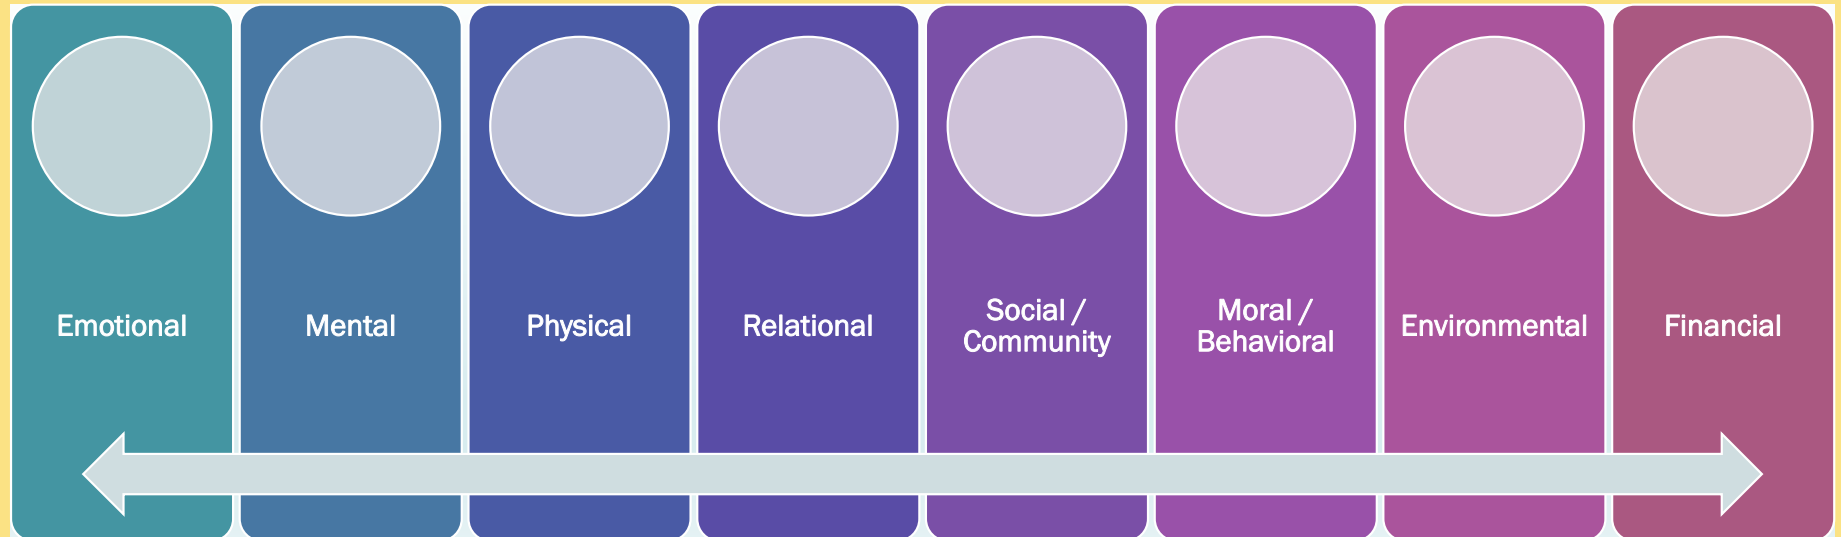 Emotional
Mental
Physical
Relational
Social /
Community
Moral /
Behavioral
Environmental
Financial